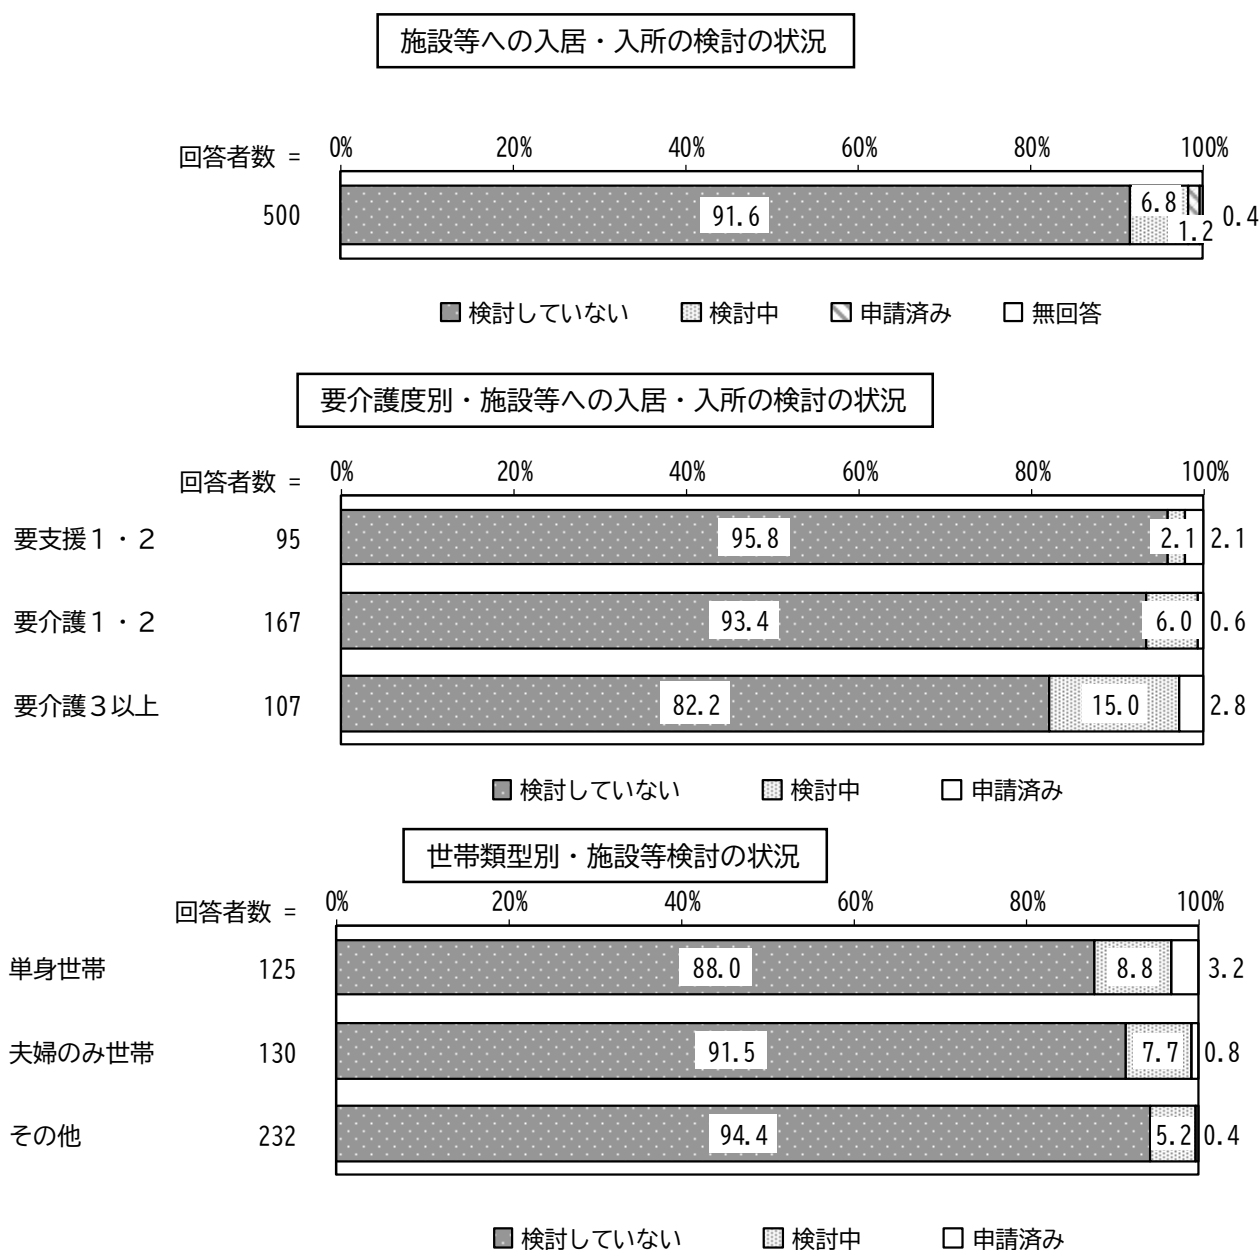 施設等への入居・入所の検討の状況
回答者数 = 0% 20% 40% 60% 80% 100%
500 91.6 6.8 1.2 0.4
検討していない 検討中 申請済み 無回答
要介護度別・施設等への入居・入所の検討の状況
回答者数 = 0% 20% 40% 60% 80% 100%
要支援1・2 95 95.8 2.1 2.1
要介護1・2 167 93.4 6.0 0.6
要介護3以上 107 82.2 15.0 2.8
検討していない 検討中 申請済み
世帯類型別・施設等検討の状況
回答者数 = 0% 20% 40% 60% 80% 100%
単身世帯 125 88.0 8.8 3.2
夫婦のみ世帯 130 91.5 7.7 0.8
その他 232 94.4 5.2 0.4
検討していない 検討中 申請済み